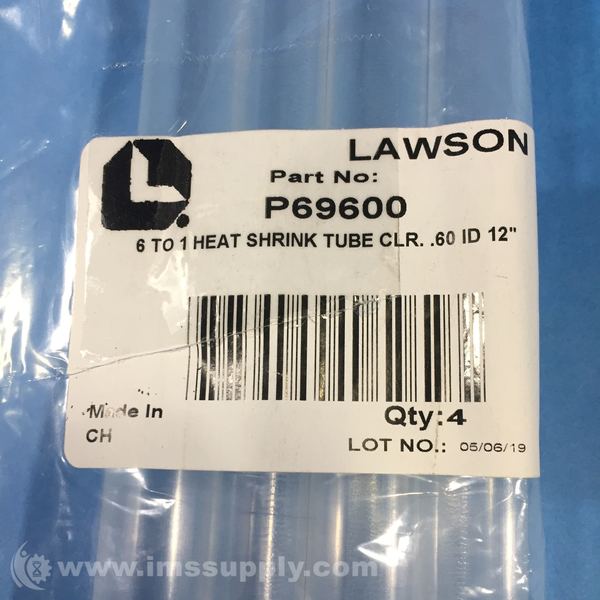 LAWSON
Part No:
P69600
6 TO 1 HEAT SHRINK TUBE CLR. .60 ID 12"
Made In
CH
Qty:4
LOT NO.: 05/06/19
www.imssupply.com